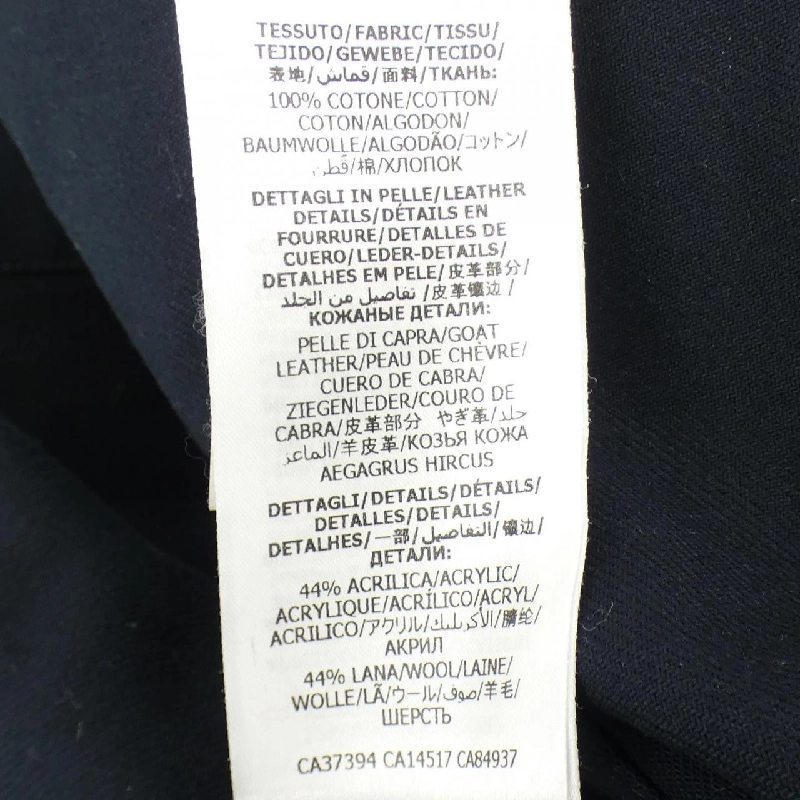 TESSUTO/FABRIC/TISSU/
TEJIDO/GEWEBE/TECIDO/
表地/قماش/面料/ТКАНЬ:
100% COTONE/COTTON/
COTON/ALGODON/
BAUMWOLLE/ALGODÃO/コットン/
قطن/棉/ХЛОПОК
DETTAGLI IN PELLE/LEATHER
DETAILS/DÉTAILS EN
FOURRURE/DETALLES DE
CUERO/LEDER-DETAILS/
DETALHES EM PELE/皮革部分/
تفاصيل من الجلد/皮革镶边/
КОЖАНЫЕ ДЕТАЛИ:
PELLE DI CAPRA/GOAT
LEATHER/PEAU DE CHÈVRE/
CUERO DE CABRA/
ZIEGENLEDER/COURO DE
CABRA/皮革部分 やぎ革/جلد
الماعز/羊皮革/КОЗЬЯ КОЖА
AEGAGRUS HIRCUS
DETTAGLI/DETAILS/DÉTAILS/
DETALLES/DETAILS/
DETALHES/一部/التفاصيل/镶边/
ДЕТАЛИ:
44% ACRILICA/ACRYLIC/
ACRYLIQUE/ACRÍLICO/ACRYL/
ACRILICO/アクリル/الأكريليك/腈纶/
АКРИЛ
44% LANA/WOOL/LAINE/
WOLLE/LÃ/ウール/صوف/羊毛/
ШЕРСТЬ
CA37394 CA14517 CA84937